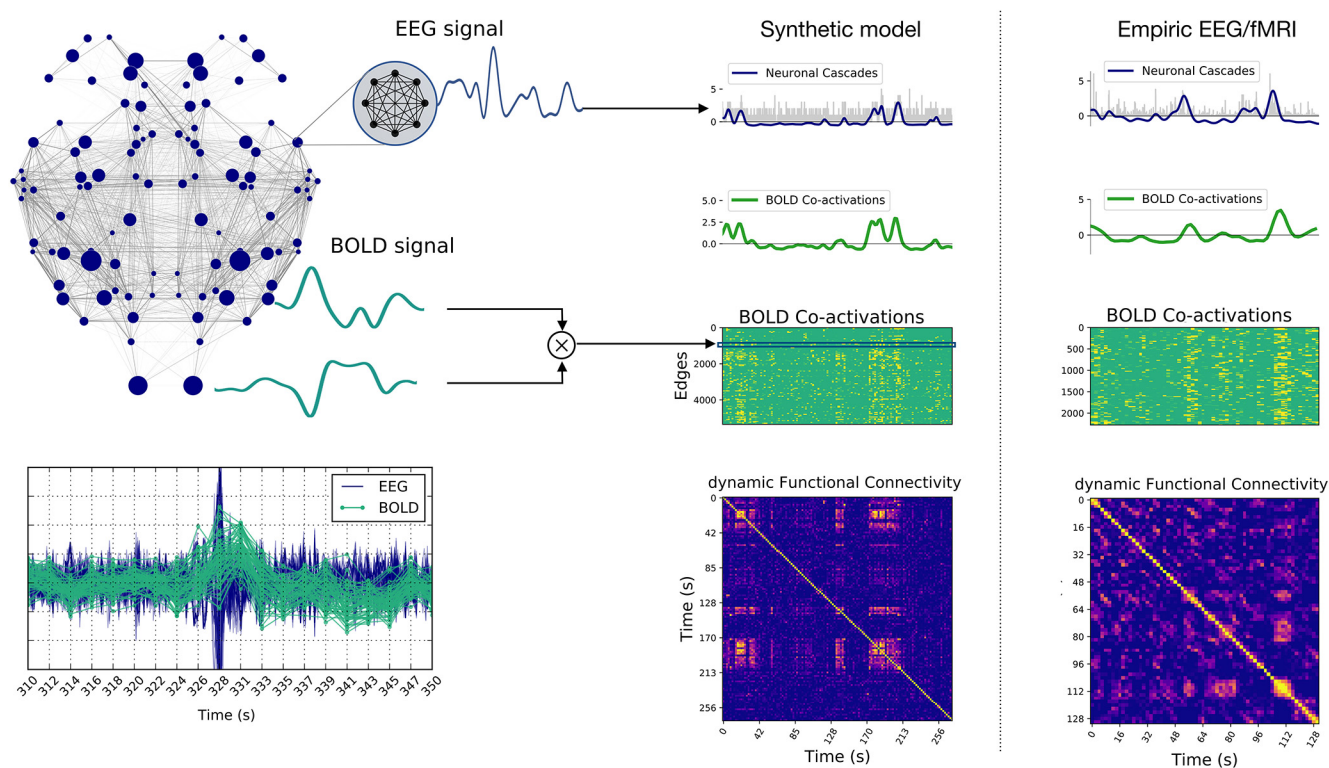 EEG signal
Synthetic model
Empiric EEG/fMRI
Neuronal Cascades
5
0
Neuronal Cascades
5
0
BOLD signal
BOLD Co-activations
5.0
2.5
0.0
BOLD Co-activations
5
0
BOLD Co-activations
Edges
0
2000
4000
BOLD Co-activations
0
500
1000
1500
2000
EEG
BOLD
310 312 314 316 318 320 322 324 326 328 331 333 335 337 339 341 343 345 347 350
Time (s)
dynamic Functional Connectivity
Time (s)
0
42
85
128
170
213
256
0 42 85 128 170 213 256
Time (s)
dynamic Functional Connectivity
0
16
32
48
64
80
96
112
128
0 16 32 48 64 80 96 112 128
Time (s)